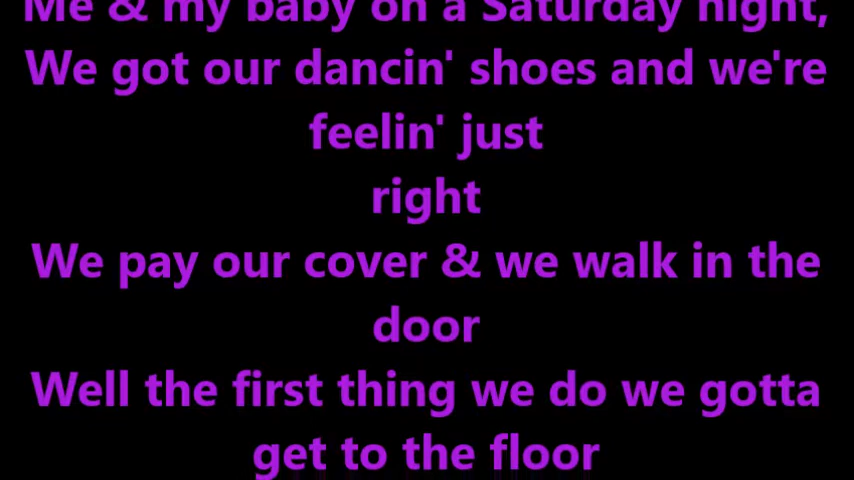 Me & my baby on a Saturday night,
We got our dancin' shoes and we're
feelin' just
right
We pay our cover & we walk in the
door
Well the first thing we do we gotta
get to the floor